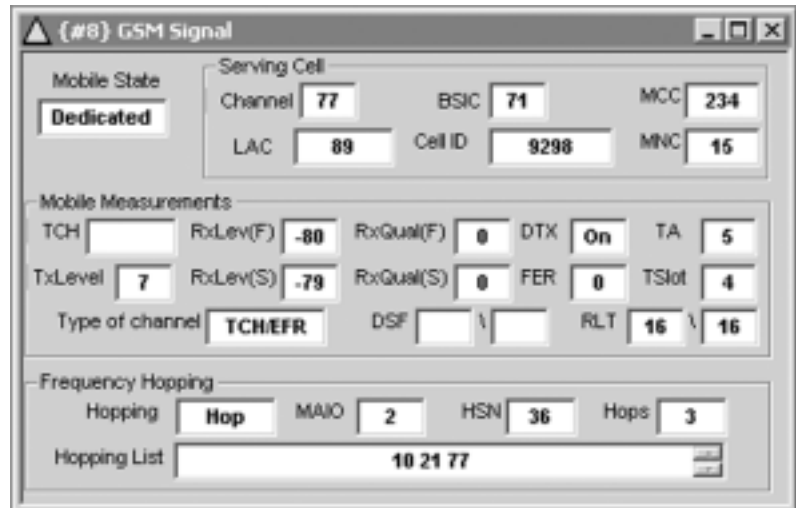 {#8} GSM Signal
Serving Cell
Mobile State
Dedicated
Channel 77 BSIC 71 MCC 234
LAC 89 Cell ID 9298 MNC 15
Mobile Measurements
TCH RxLev(F) -80 RxQual(F) 0 DTX On TA 5
TxLevel 7 RxLev(S) -79 RxQual(S) 0 FER 0 TSlot 4
Type of channel TCH/EFR DSF \ RLT 16 \ 16
Frequency Hopping
Hopping Hop MAIO 2 HSN 36 Hops 3
Hopping List 10 21 77